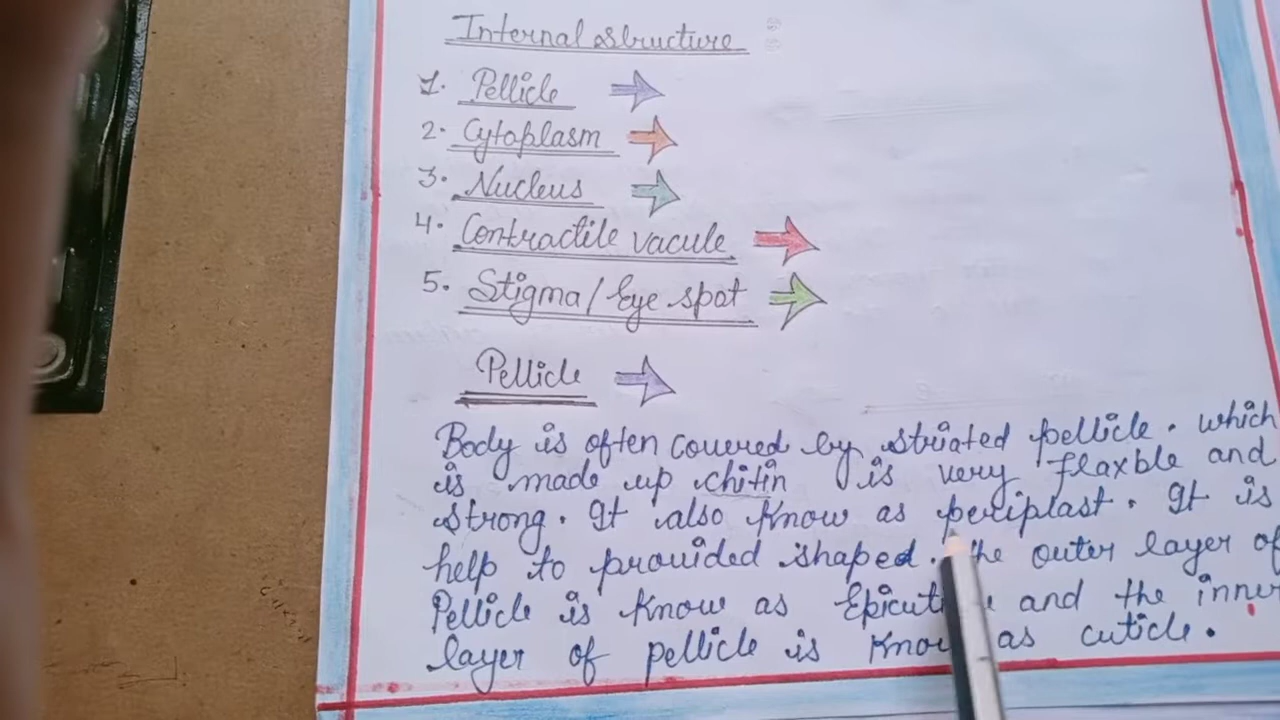 Internal structure
1. Pellicle
2. Cytoplasm
3. Nucleus
4. Contractile vacule
5. Stigma/Eye spot
Pellicle
Body is often covered by striated pellicle. which
is made up chitin is very flaxble and
strong. It also know as periplast. It is
help to provided shaped. The outer layer of
Pellicle is know as and the inner
layer of pellicle is know as cuticle.